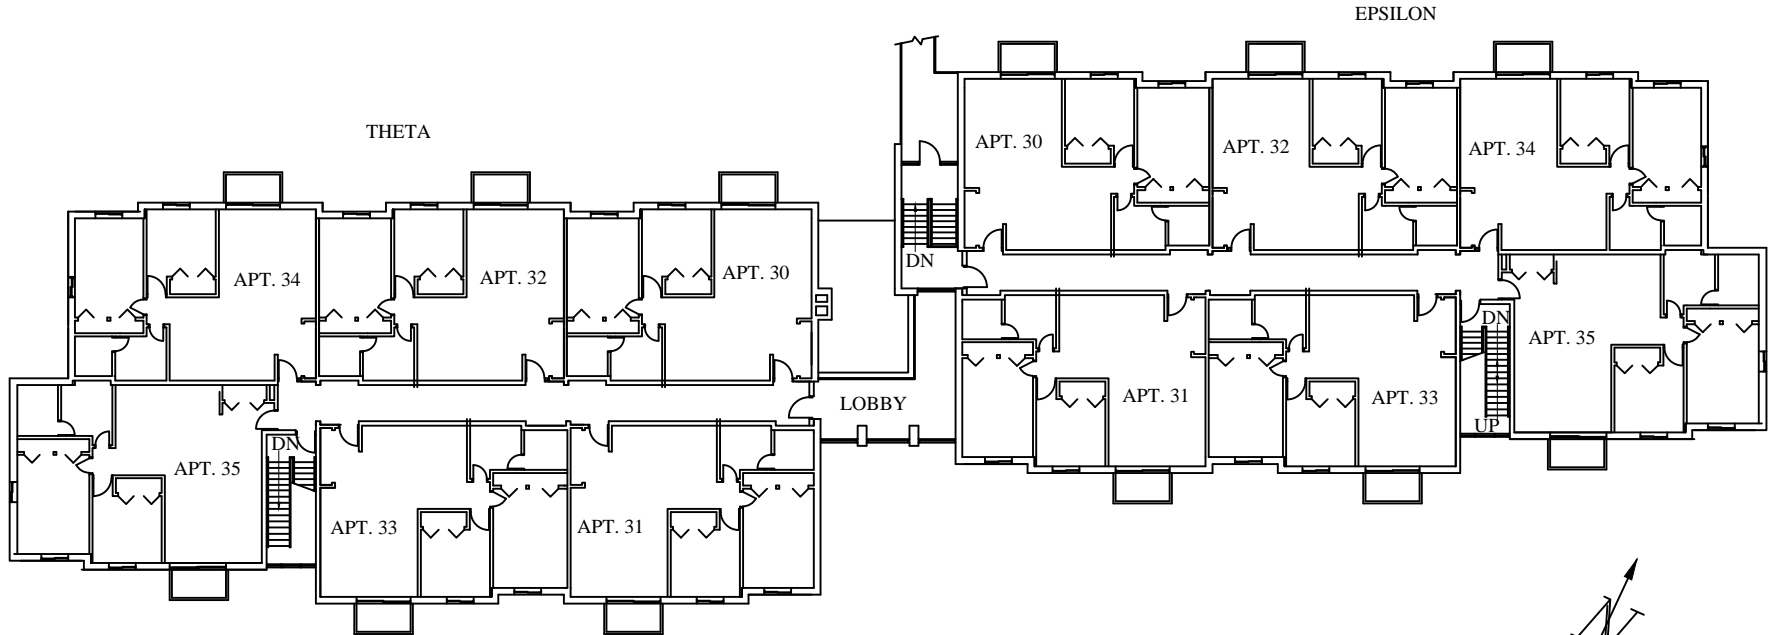 EPSILON
THETA
APT. 30
APT. 32
APT. 34
DN
APT. 34
APT. 32
APT. 30
DN
APT. 35
LOBBY
APT. 31
APT. 33
UP
DN
APT. 35
APT. 33
APT. 31